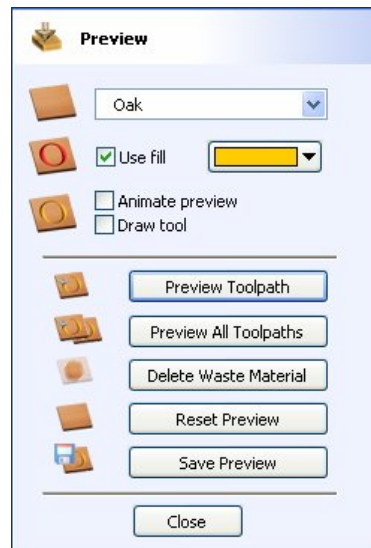 Preview
Oak
Use fill
Animate preview
Draw tool
Preview Toolpath
Preview All Toolpaths
Delete Waste Material
Reset Preview
Save Preview
Close